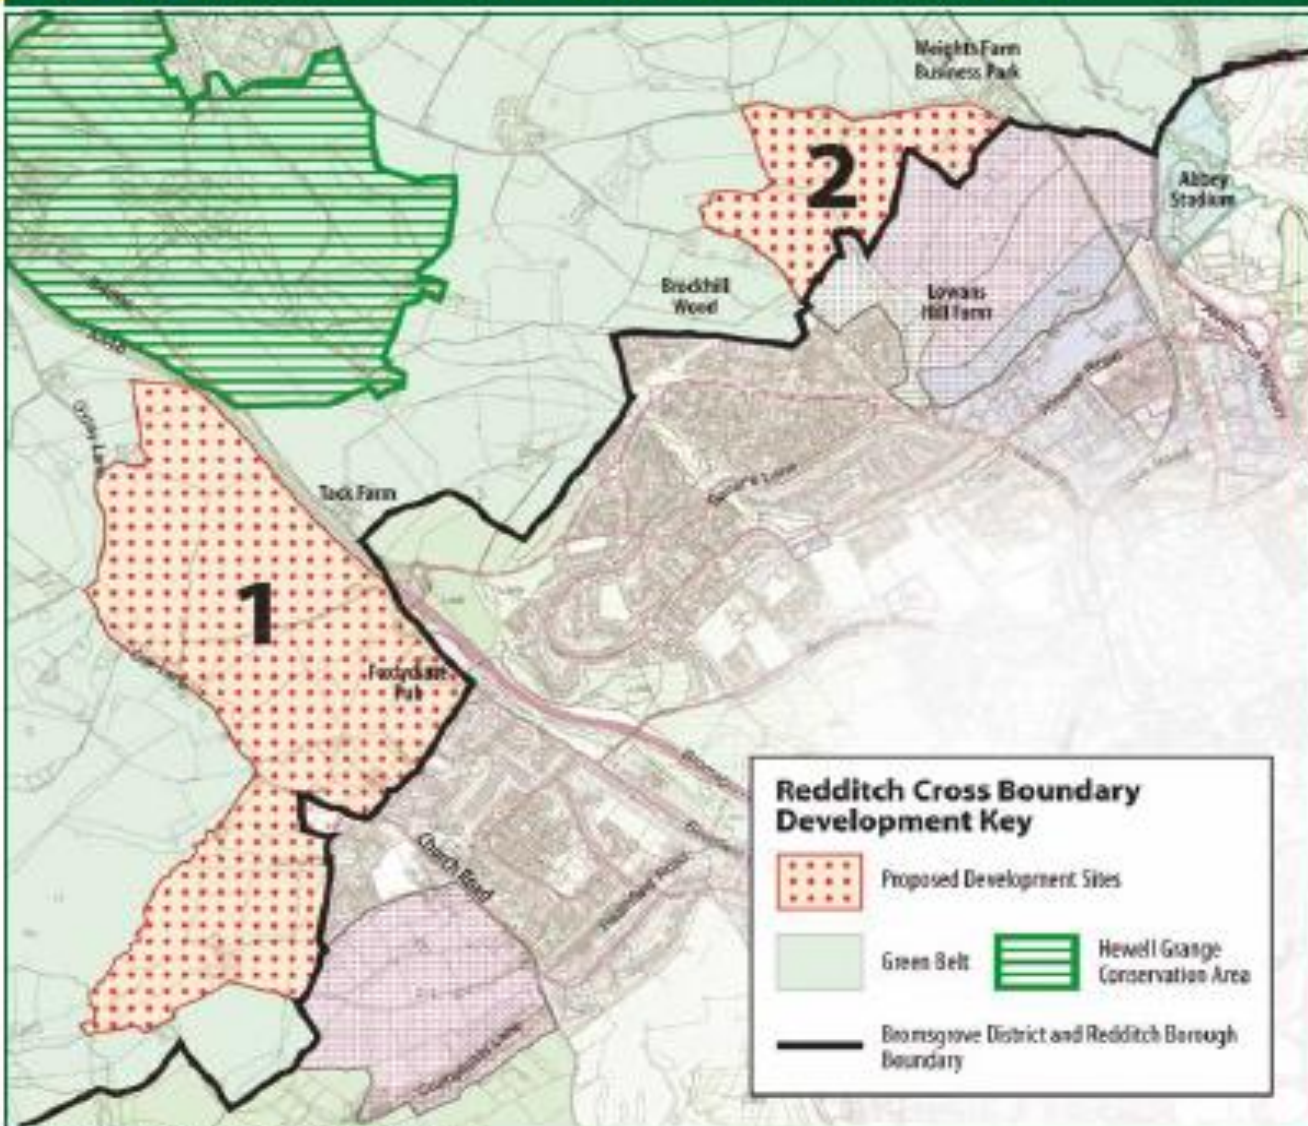 Weights Farm
Business Park
2
Abbey
Stadium
Brockhill
Wood
Lowans
Hill Farm
Tack Farm
1
Foxlydiate
Pub
Church Road
Redditch Cross Boundary
Development Key
Proposed Development Sites
Green Belt
Hewell Grange
Conservation Area
Bromsgrove District and Redditch Borough
Boundary